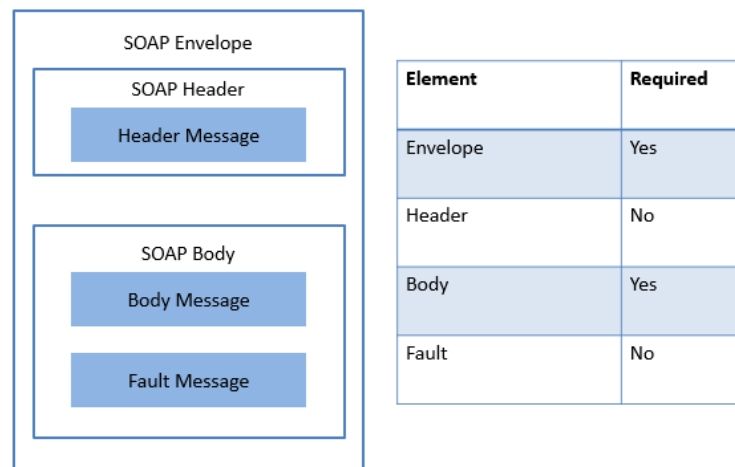 SOAP Envelope
SOAP Header
Header Message
SOAP Body
Body Message
Fault Message
Element Required
Envelope Yes
Header No
Body Yes
Fault No